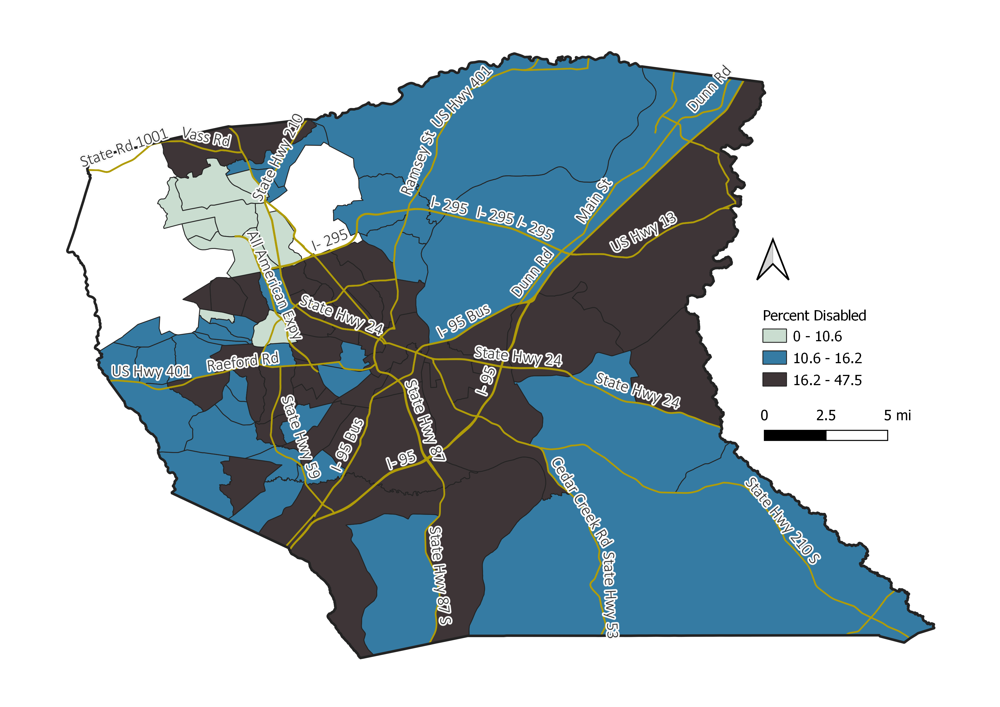 US Hwy 401
Dunn Rd
State Hwy 210
State Rd 1001
Vass Rd
Ramsey St
State Hwy 210
Main St
I- 295
I- 295
I- 295
US Hwy 13
I- 295
All American Expy
Dunn Rd
State Hwy 24
I- 95 Bus
Percent Disabled
0 - 10.6
10.6 - 16.2
16.2 - 47.5
Raeford Rd
US Hwy 401
State Hwy 24
I- 95
State Hwy 24
State Hwy 59
State Hwy 87
I- 95 Bus
I- 95
0 2.5 5 mi
Cedar Creek Rd
State Hwy 210 S
State Hwy 87 S
State Hwy 53